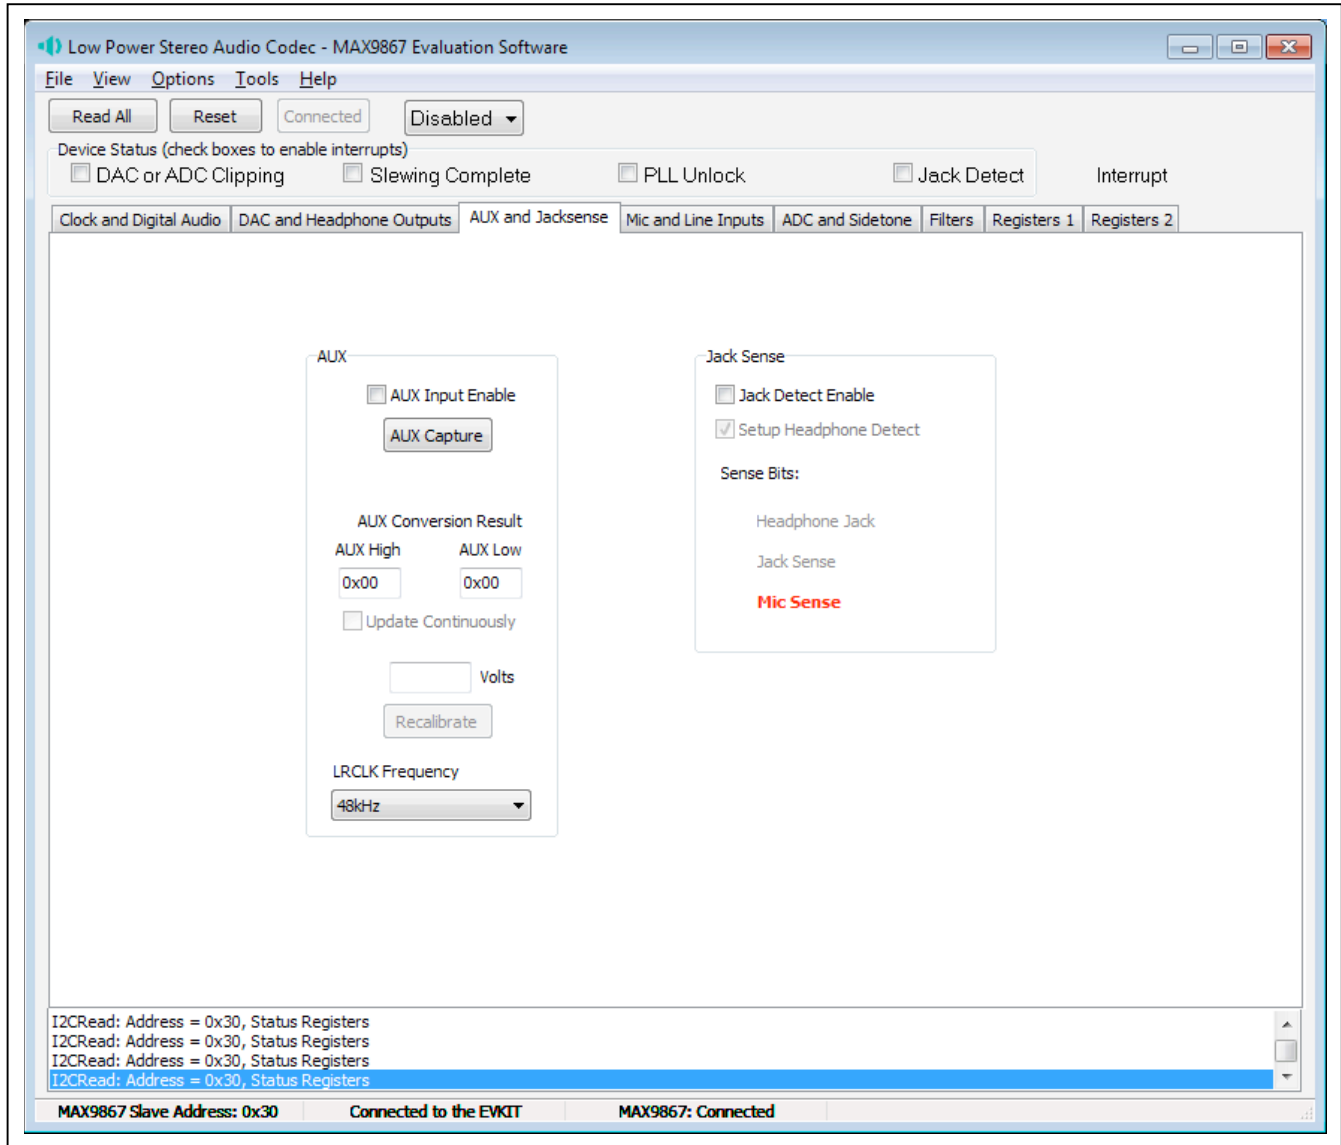 Low Power Stereo Audio Codec - MAX9867 Evaluation Software
File View Options Tools Help
Read All Reset Connected Disabled
Device Status (check boxes to enable interrupts)
DAC or ADC Clipping Slewing Complete PLL Unlock Jack Detect Interrupt
Clock and Digital Audio DAC and Headphone Outputs AUX and Jacksense Mic and Line Inputs ADC and Sidetone Filters Registers 1 Registers 2
AUX
AUX Input Enable
AUX Capture
AUX Conversion Result
AUX High AUX Low
0x00 0x00
Update Continuously
Volts
Recalibrate
LRCLK Frequency
48kHz
Jack Sense
Jack Detect Enable
Setup Headphone Detect
Sense Bits:
Headphone Jack
Jack Sense
Mic Sense
I2CRead: Address = 0x30, Status Registers
I2CRead: Address = 0x30, Status Registers
I2CRead: Address = 0x30, Status Registers
I2CRead: Address = 0x30, Status Registers
MAX9867 Slave Address: 0x30 Connected to the EVKIT MAX9867: Connected